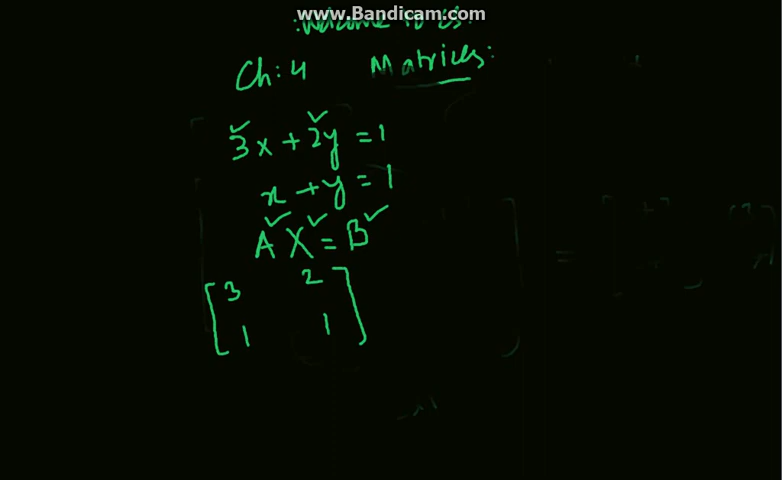 www.Bandicam.com
Ch:4 Matrices:
3x + 2y = 1
x + y = 1
A X = B
3 2
1 1